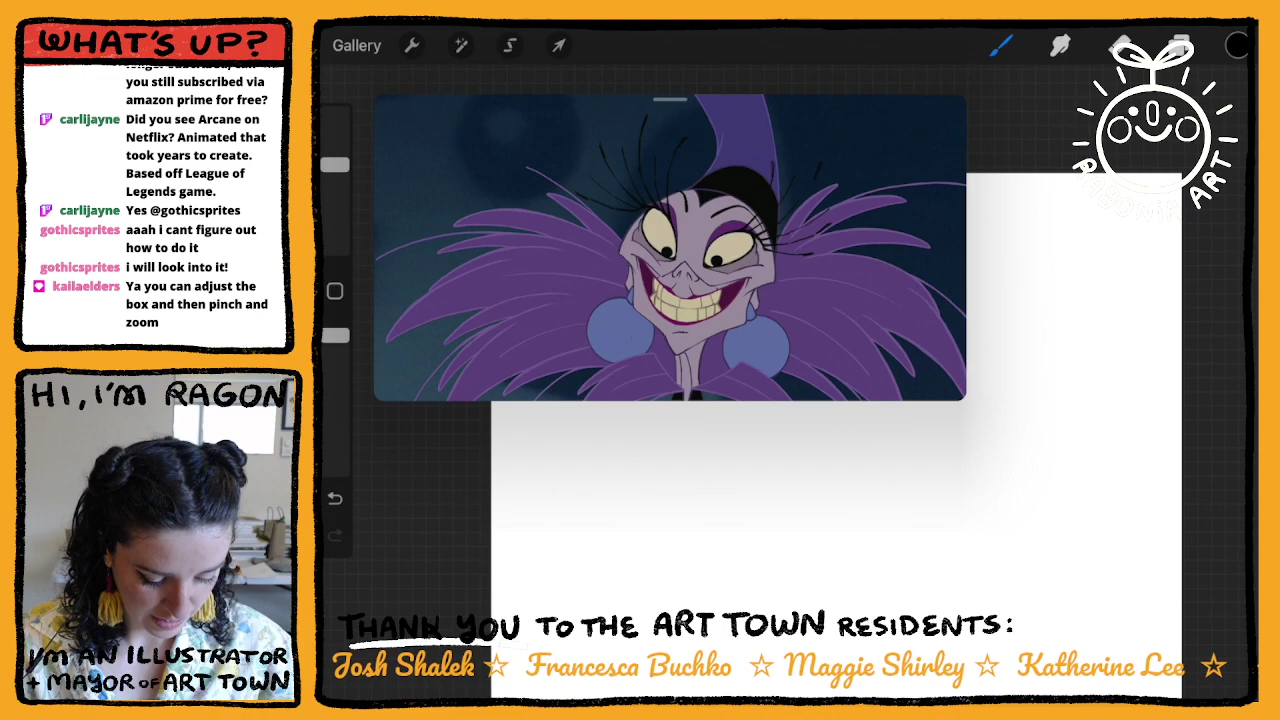 WHAT'S UP?
you still subscribed via
amazon prime for free?
carlijayne Did you see Arcane on
Netflix? Animated that
took years to create.
Based off League of
Legends game.
carlijayne Yes @gothicsprites
gothicsprites aaah i cant figure out
how to do it
gothicsprites i will look into it!
kailaelders Ya you can adjust the
box and then pinch and
zoom
HI, I'M RAGON
I'M AN ILLUSTRATOR
+ MAYOR OF ART TOWN
Gallery
ART
THANK YOU TO THE ART TOWN RESIDENTS:
Josh Shalek ☆ Francesca Buchko ☆ Maggie Shirley ☆ Katherine Lee ☆